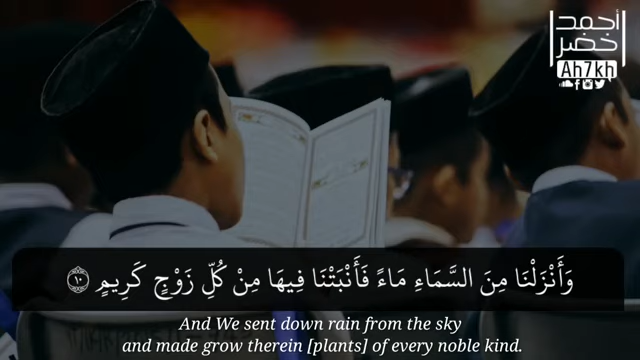 أحمد
خضر
Ah7kh
وَأَنْزَلْنَا مِنَ السَّمَاءِ مَاءً فَأَنْبَتْنَا فِيهَا مِنْ كُلِّ زَوْجٍ كَرِيمٍ ١٠
And We sent down rain from the sky
and made grow therein [plants] of every noble kind.